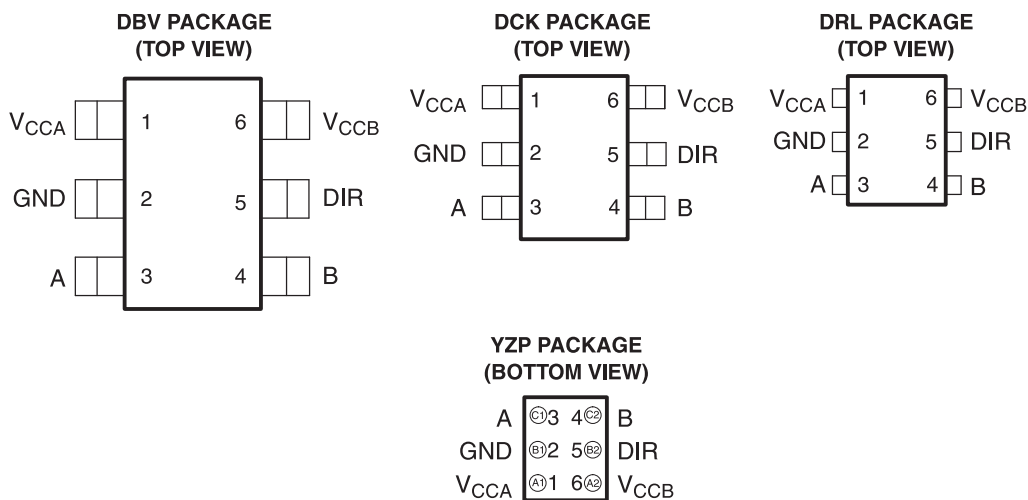 DBV PACKAGE
(TOP VIEW)
VCCA 1 6 VCCB
GND 2 5 DIR
A 3 4 B
DCK PACKAGE
(TOP VIEW)
VCCA 1 6 VCCB
GND 2 5 DIR
A 3 4 B
DRL PACKAGE
(TOP VIEW)
VCCA 1 6 VCCB
GND 2 5 DIR
A 3 4 B
YZP PACKAGE
(BOTTOM VIEW)
A C1 3 4 C2 B
GND B1 2 5 B2 DIR
VCCA A1 1 6 A2 VCCB